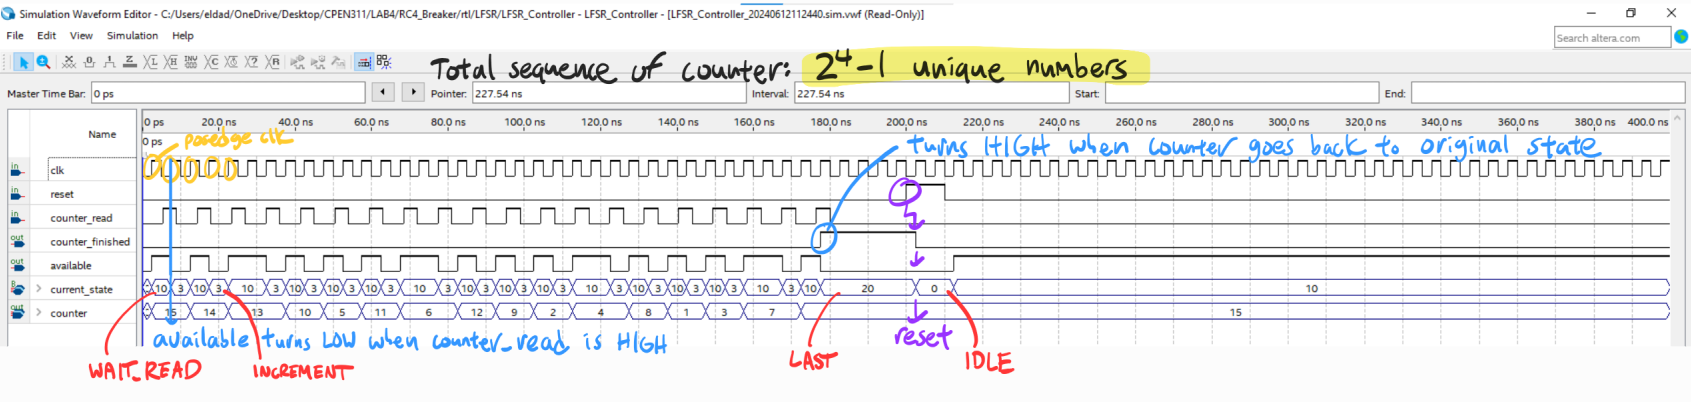 Simulation Waveform Editor - C:/Users/eldad/OneDrive/Desktop/CPEN311/LAB4/RC4_Breaker/rtl/LFSR/LFSR_Controller - LFSR_Controller - [LFSR_Controller_20240612112440.sim.vwf (Read-Only)]
File Edit View Simulation Help
Search altera.com
Total sequence of counter: 2^4-1 unique numbers
Master Time Bar: 0 ps Pointer: 227.54 ns Interval: 227.54 ns Start: End:
Name
0 ps 20.0 ns 40.0 ns 60.0 ns 80.0 ns 100.0 ns 120.0 ns 140.0 ns 160.0 ns 180.0 ns 200.0 ns 220.0 ns 240.0 ns 260.0 ns 280.0 ns 300.0 ns 320.0 ns 340.0 ns 360.0 ns 380.0 ns 400.0 ns
0 ps
posedge clk
turns HIGH when counter goes back to original state
in clk
in reset
in counter_read
out counter_finished
out available
B current_state 10 3 10 3 10 3 10 3 10 3 10 3 10 3 10 3 10 3 10 3 10 3 10 3 10 3 10 3 10 3 10 20 0 10
out counter 15 14 13 10 5 11 6 12 9 2 4 8 1 3 7 15
available turns LOW when counter_read is HIGH
reset
WAIT_READ
INCREMENT
LAST
IDLE